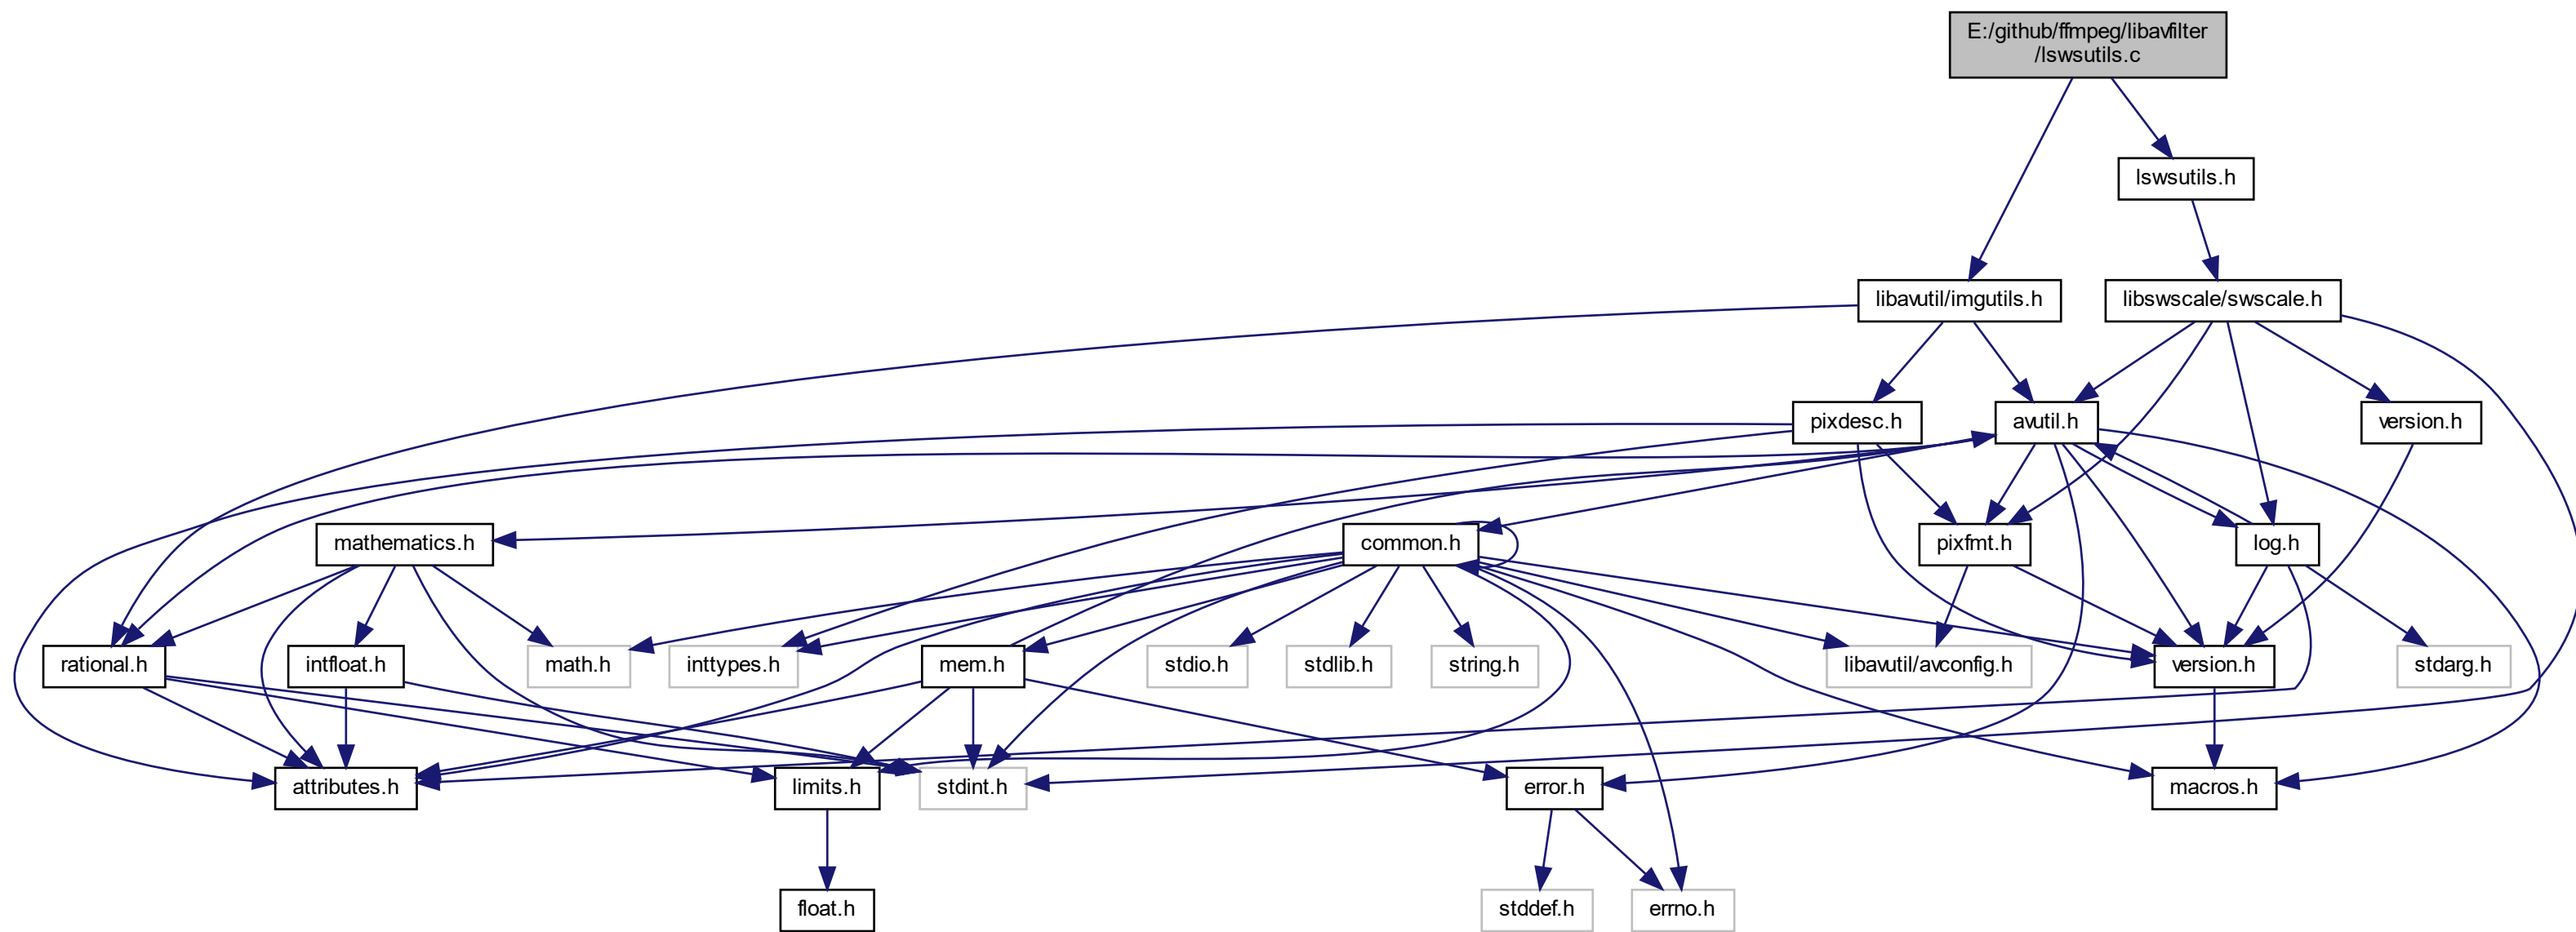 E:/github/ffmpeg/libavfilter
/lswsutils.c
lswsutils.h
libavutil/imgutils.h
libswscale/swscale.h
pixdesc.h
avutil.h
version.h
mathematics.h
common.h
pixfmt.h
log.h
rational.h
intfloat.h
math.h
inttypes.h
mem.h
stdio.h
stdlib.h
string.h
libavutil/avconfig.h
version.h
stdarg.h
attributes.h
limits.h
stdint.h
error.h
macros.h
float.h
stddef.h
errno.h